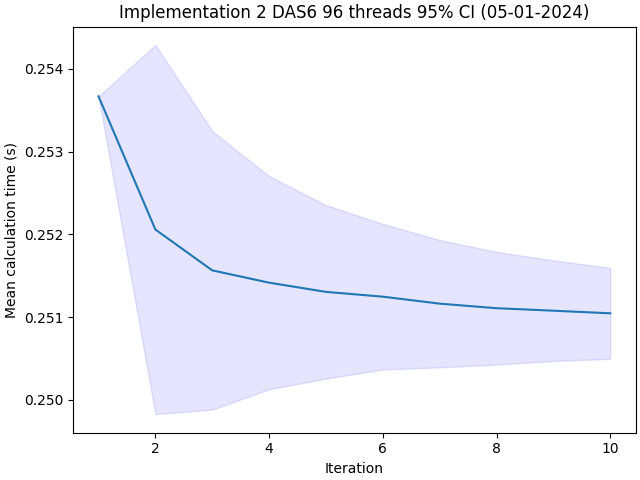 Implementation 2 DAS6 96 threads 95% CI (05-01-2024)
Mean calculation time (s)
0.254
0.253
0.252
0.251
0.250
2 4 6 8 10
Iteration